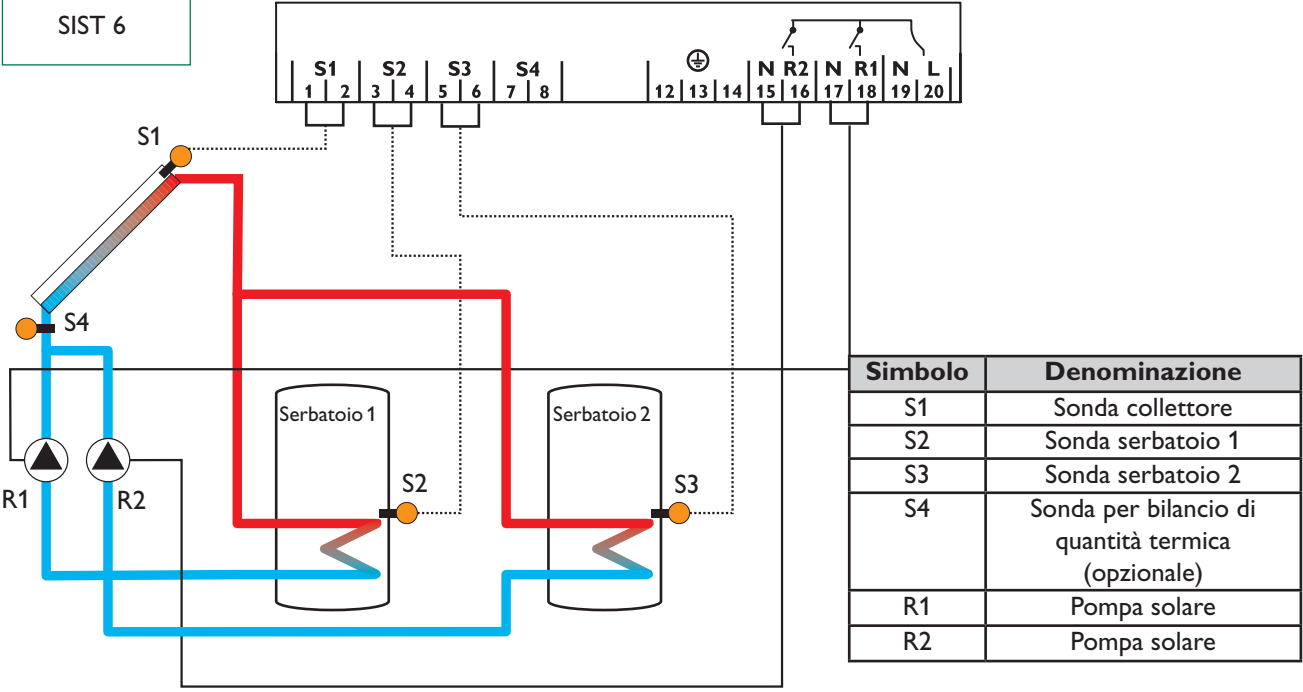 SIST 6
S1 S2 S3 S4 N R2 N R1 N L
1 2 3 4 5 6 7 8 12 13 14 15 16 17 18 19 20
S1
S4
Serbatoio 1
Serbatoio 2
S2
S3
R1
R2
Simbolo Denominazione
S1 Sonda collettore
S2 Sonda serbatoio 1
S3 Sonda serbatoio 2
S4 Sonda per bilancio di
quantità termica
(opzionale)
R1 Pompa solare
R2 Pompa solare